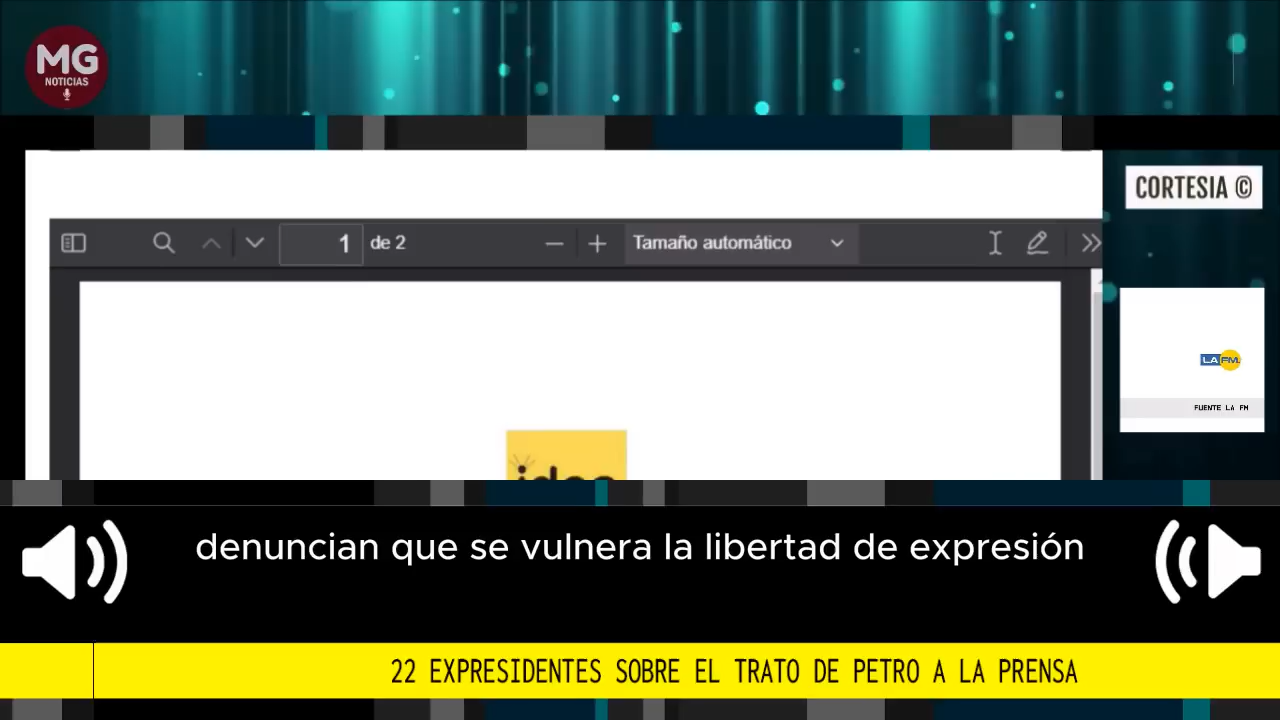 MG
NOTICIAS
CORTESIA ©
1 de 2
Tamaño automático
LA FM
FUENTE LA FM
idea
denuncian que se vulnera la libertad de expresión
22 EXPRESIDENTES SOBRE EL TRATO DE PETRO A LA PRENSA